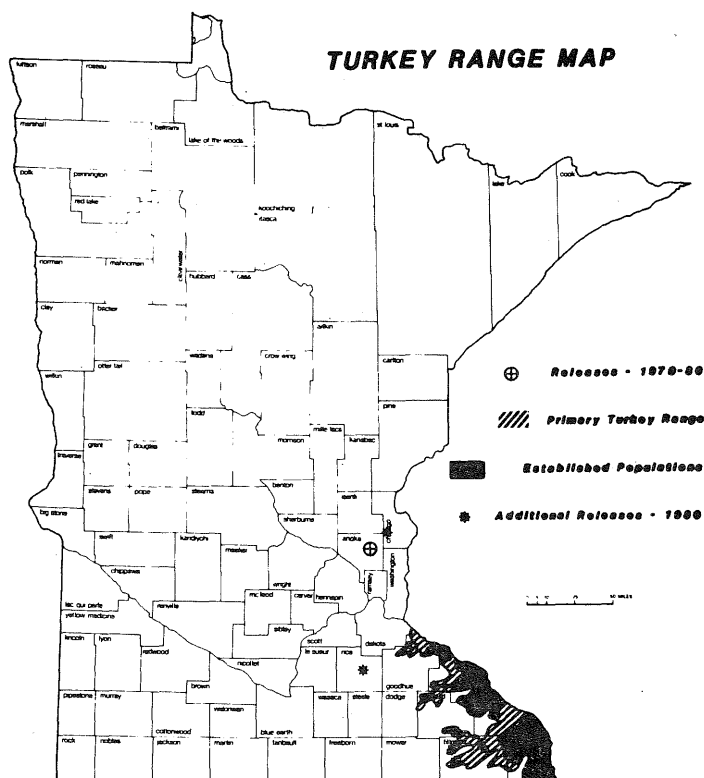 TURKEY RANGE MAP
kittson
roseau
marshall
beltrami
lake of the woods
st louis
polk
pennington
red lake
lake
cook
koochiching
itasca
norman
mahnomen
clearwater
hubbard
cass
clay
becker
aitkin
wadena
crow wing
carlton
otter tail
wilkin
Releases - 1979-80
pine
todd
mille lacs
Primary Turkey Range
grant
douglas
morrison
kanabec
traverse
Established Populations
stevens
pope
stearns
benton
big stone
sherburne
anoka
Additional Releases - 1980
swift
kandiyohi
meeker
chippewa
wright
ramsey
washington
mc leod
carver
hennepin
lac qui parle
renville
yellow medicine
sibley
scott
dakota
lincoln
lyon
redwood
nicollet
le sueur
rice
brown
goodhue
pipestone
murray
watonwan
waseca
steele
dodge
cottonwood
blue earth
rock
nobles
jackson
martin
faribault
freeborn
mower